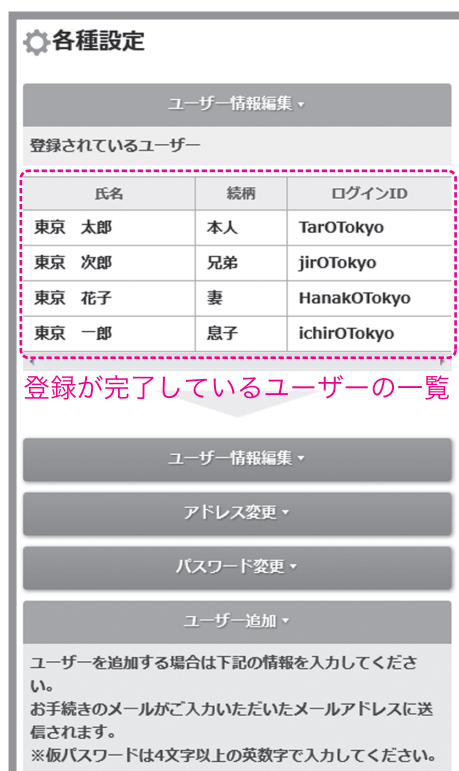 各種設定
ユーザー情報編集▼
登録されているユーザー
氏名 続柄 ログインID
東京　太郎 本人 TarOTokyo
東京　次郎 兄弟 jirOTokyo
東京　花子 妻 HanakOTokyo
東京　一郎 息子 ichirOTokyo
登録が完了しているユーザーの一覧
ユーザー情報編集▼
アドレス変更▼
パスワード変更▼
ユーザー追加▼
ユーザーを追加する場合は下記の情報を入力してくださ
い。
お手続きのメールがご入力いただいたメールアドレスに送
信されます。
※仮パスワードは4文字以上の英数字で入力してください。